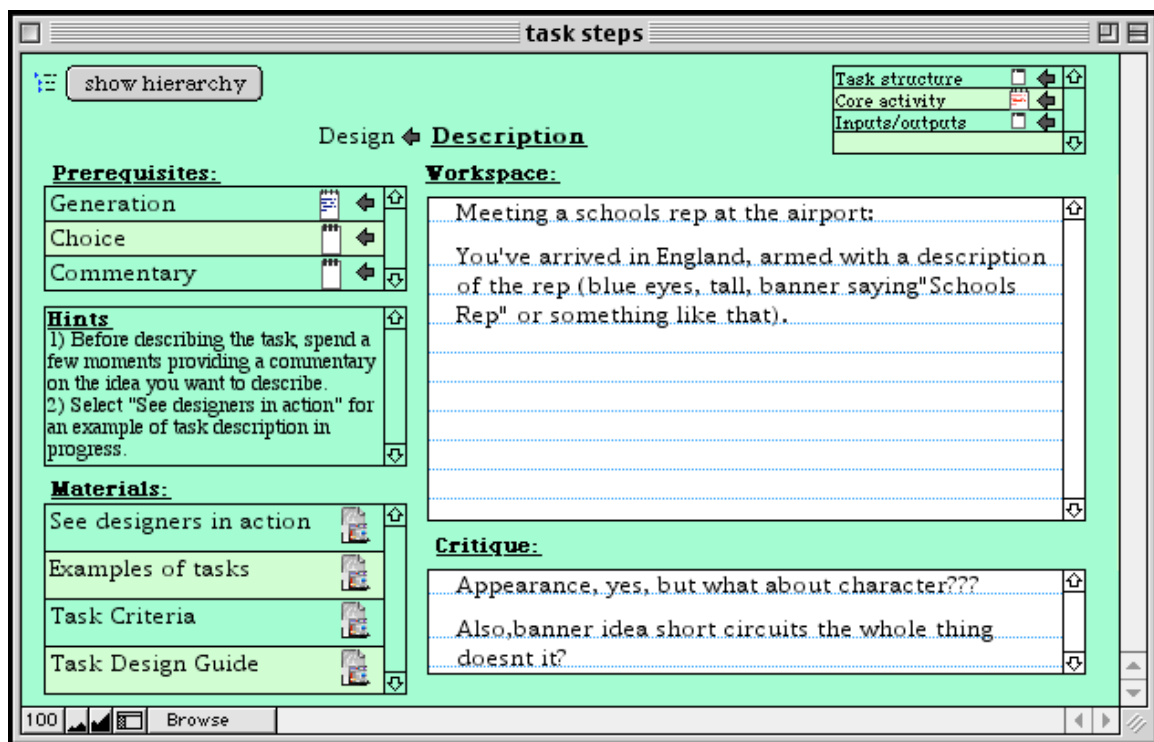 task steps
show hierarchy
Task structure
Core activity
Inputs/outputs
Design Description
Prerequisites:
Generation
Choice
Commentary
Hints
1) Before describing the task, spend a
few moments providing a commentary
on the idea you want to describe.
2) Select "See designers in action" for
an example of task description in
progress.
Materials:
See designers in action
Examples of tasks
Task Criteria
Task Design Guide
Workspace:
Meeting a schools rep at the airport:
You've arrived in England, armed with a description
of the rep (blue eyes, tall, banner saying"Schools
Rep" or something like that).
Critique:
Appearance, yes, but what about character???
Also,banner idea short circuits the whole thing
doesnt it?
100 Browse